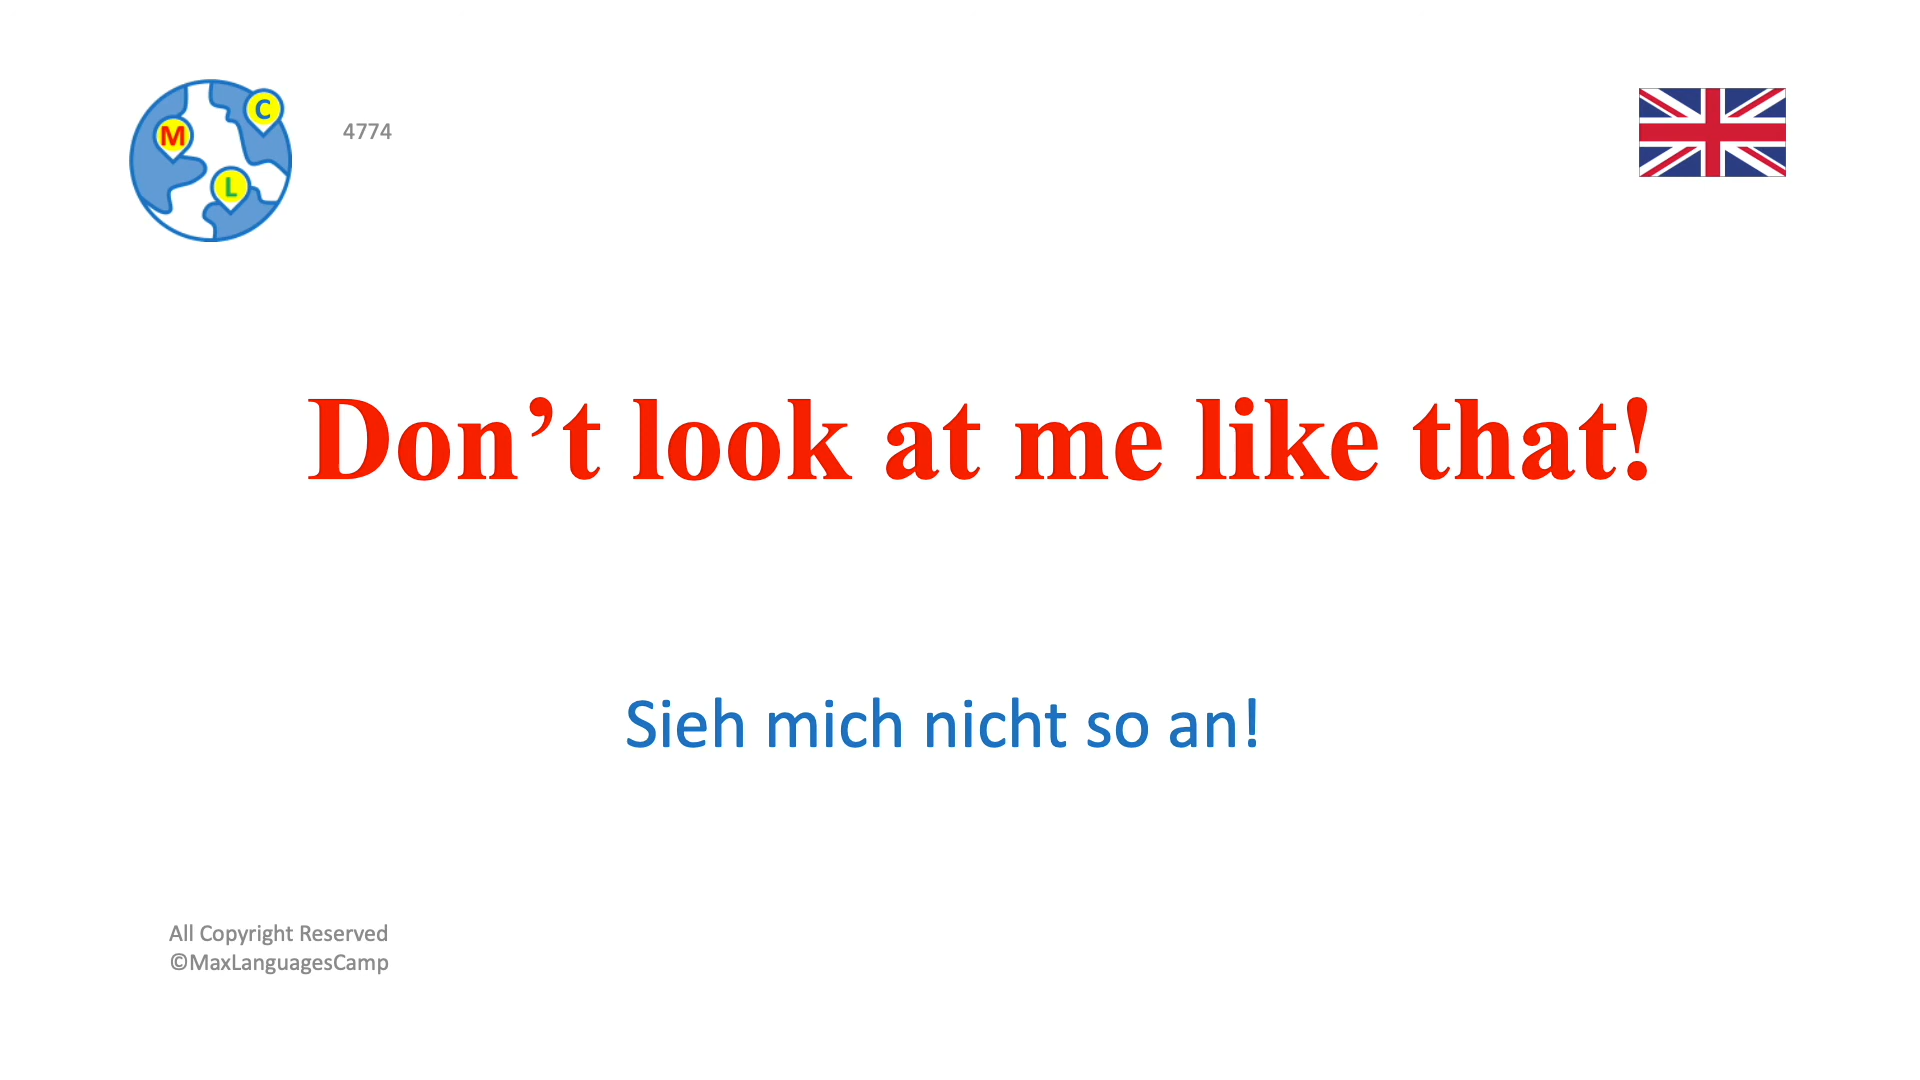 M
C
L
4774
Don’t look at me like that!
Sieh mich nicht so an!
All Copyright Reserved
©MaxLanguagesCamp